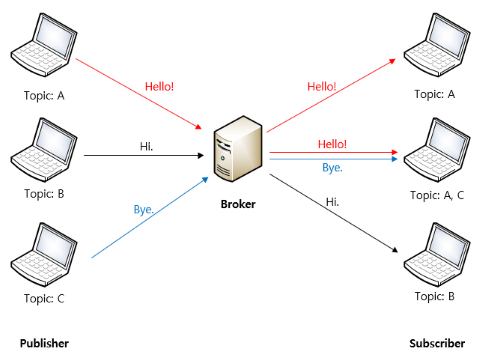 Hello!
Hello!
Topic: A
Topic: A
Hi.
Hello!
Bye.
Topic: B
Topic: A, C
Bye.
Broker
Hi.
Topic: C
Topic: B
Publisher
Subscriber